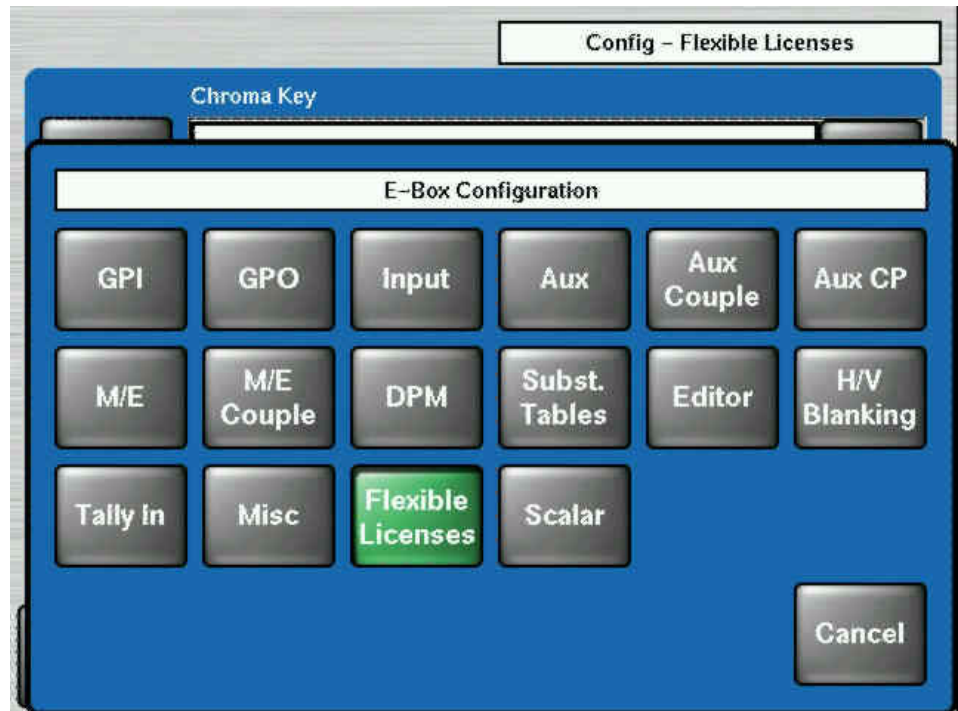 Config – Flexible Licenses
Chroma Key
E–Box Configuration
GPI
GPO
Input
Aux
Aux
Couple
Aux CP
M/E
M/E
Couple
DPM
Subst.
Tables
Editor
H/V
Blanking
Tally In
Misc
Flexible
Licenses
Scalar
Cancel